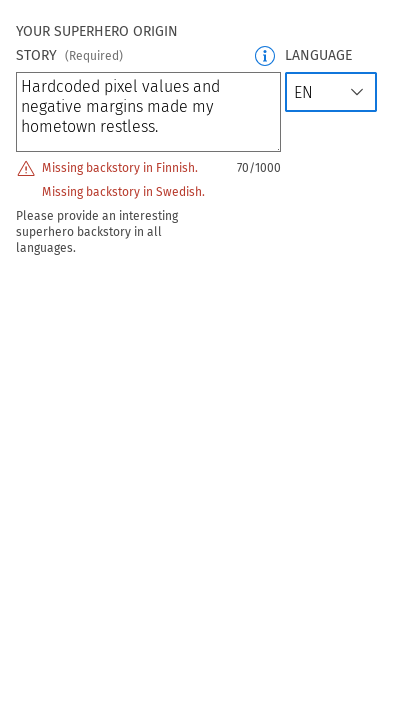 YOUR SUPERHERO ORIGIN
STORY (Required) LANGUAGE
Hardcoded pixel values and
negative margins made my
hometown restless.
EN
Missing backstory in Finnish. 70/1000
Missing backstory in Swedish.
Please provide an interesting
superhero backstory in all
languages.